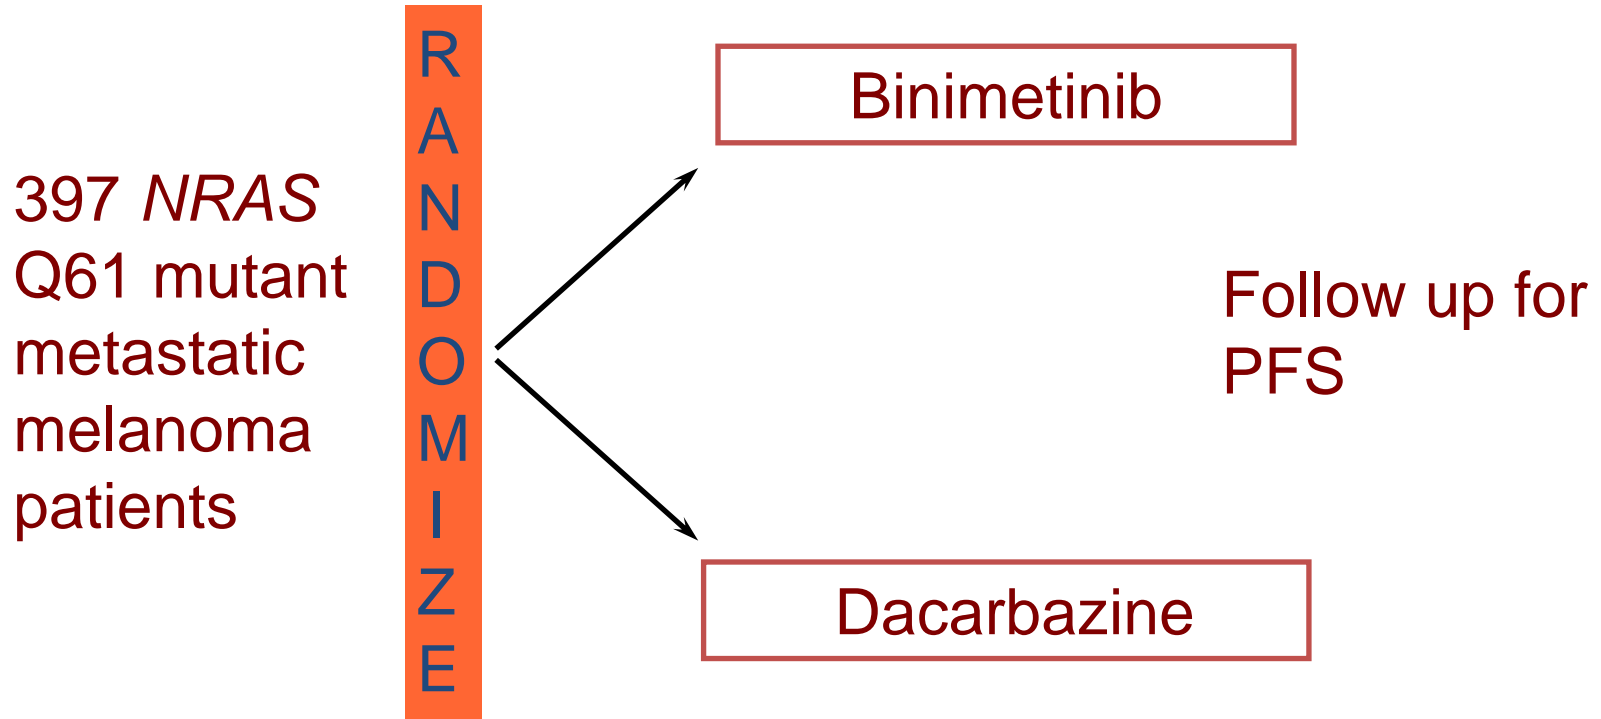 397 NRAS
Q61 mutant
metastatic
melanoma
patients
R
A
N
D
O
M
I
Z
E
Binimetinib
Follow up for
PFS
Dacarbazine